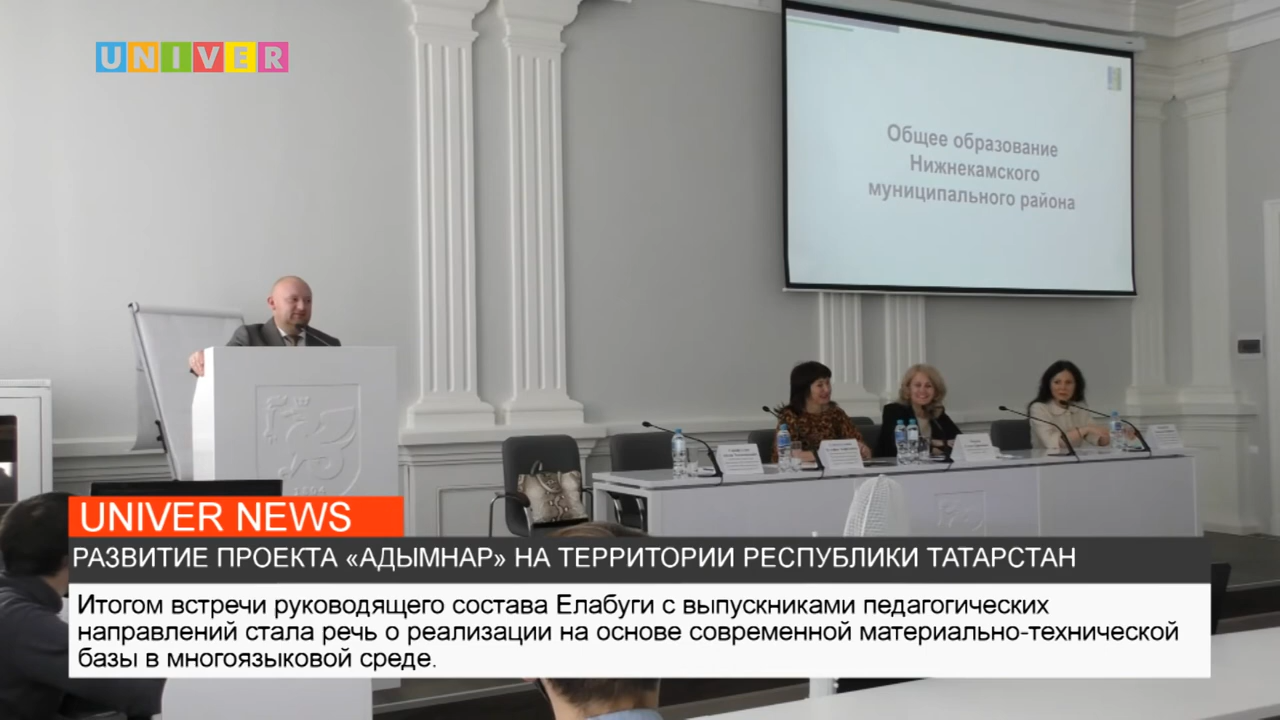 UNIVER
Общее образование
Нижнекамского
муниципального района
1804
UNIVER NEWS
РАЗВИТИЕ ПРОЕКТА «АДЫМНАР» НА ТЕРРИТОРИИ РЕСПУБЛИКИ ТАТАРСТАН
Итогом встречи руководящего состава Елабуги с выпускниками педагогических
направлений стала речь о реализации на основе современной материально-технической
базы в многоязыковой среде.